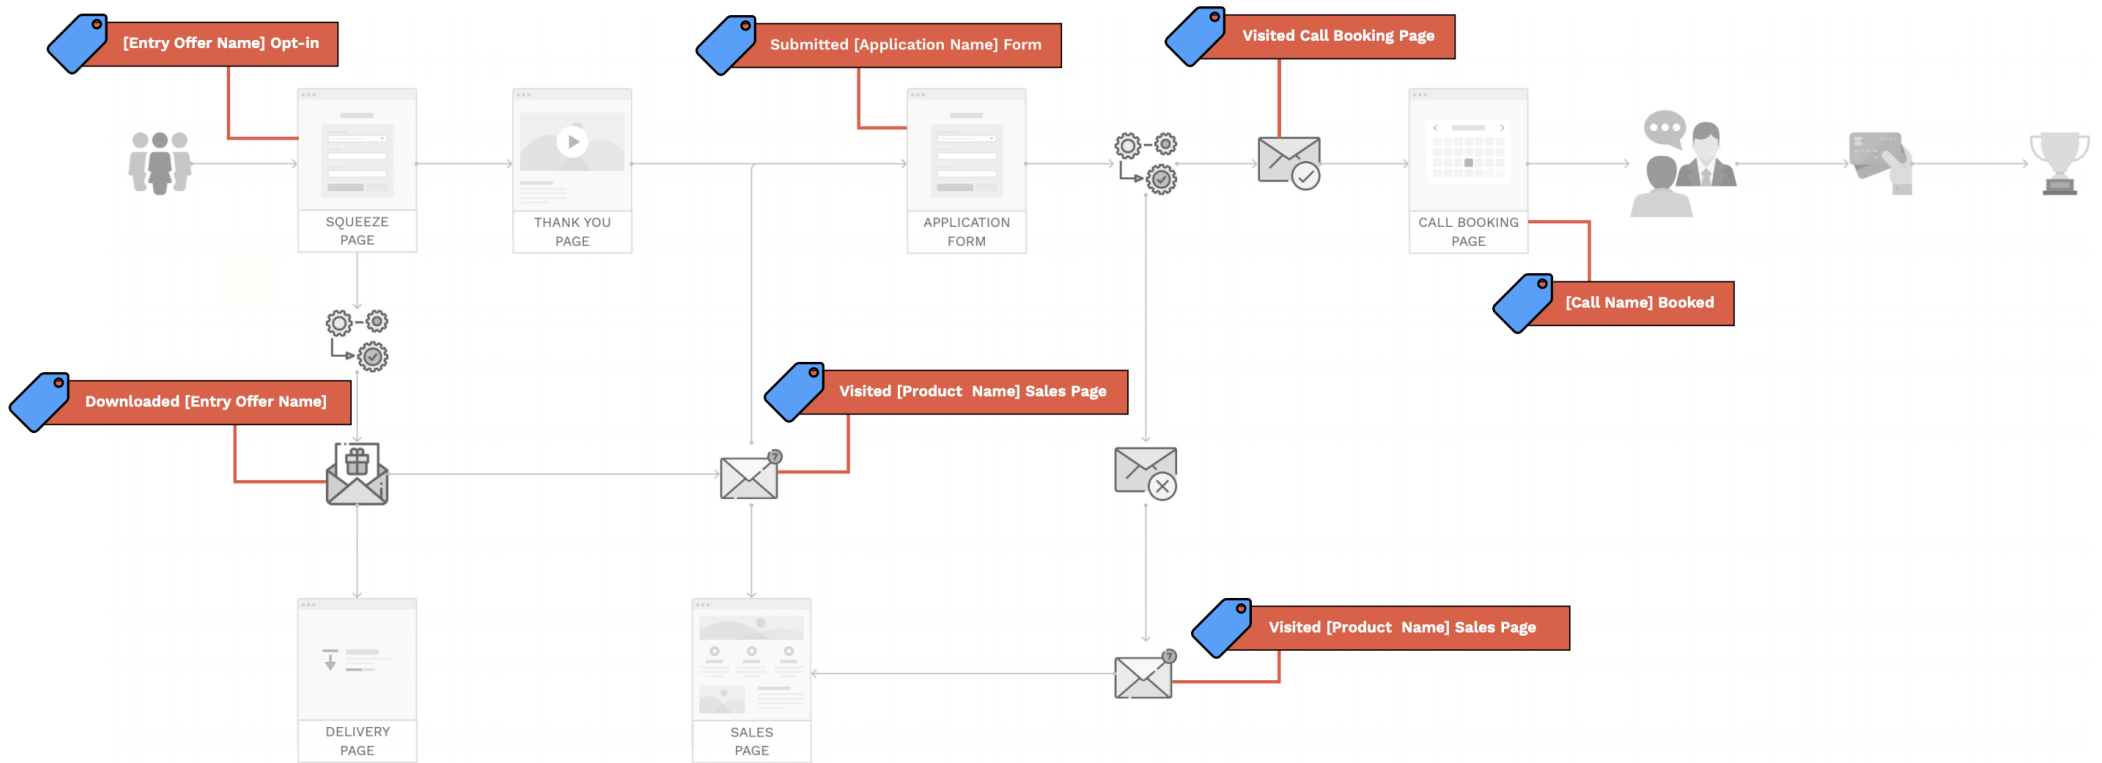 [Entry Offer Name] Opt-in
Submitted [Application Name] Form
Visited Call Booking Page
SQUEEZE
PAGE
THANK YOU
PAGE
APPLICATION
FORM
CALL BOOKING
PAGE
[Call Name] Booked
Downloaded [Entry Offer Name]
Visited [Product  Name] Sales Page
7
Visited [Product  Name] Sales Page
7
DELIVERY
PAGE
SALES
PAGE